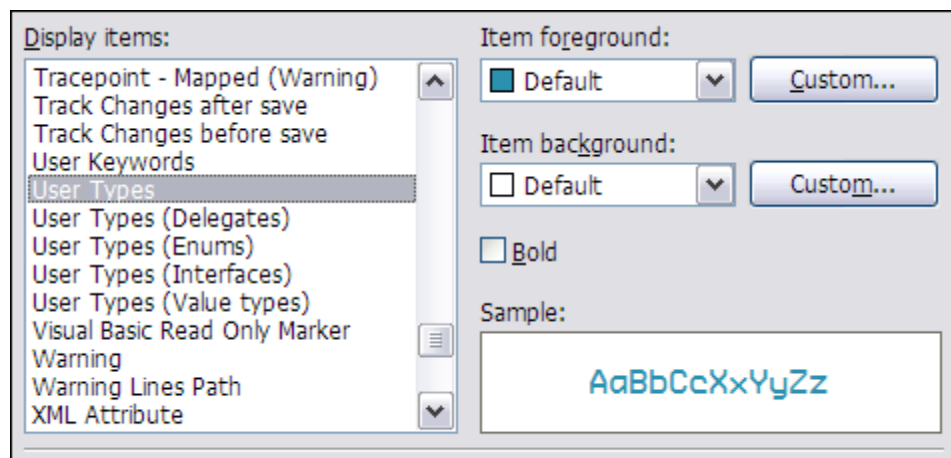 Display items:
Tracepoint - Mapped (Warning)
Track Changes after save
Track Changes before save
User Keywords
User Types
User Types (Delegates)
User Types (Enums)
User Types (Interfaces)
User Types (Value types)
Visual Basic Read Only Marker
Warning
Warning Lines Path
XML Attribute
Item foreground:
Default
Custom...
Item background:
Default
Custom...
Bold
Sample:
AaBbCcXxYyZz